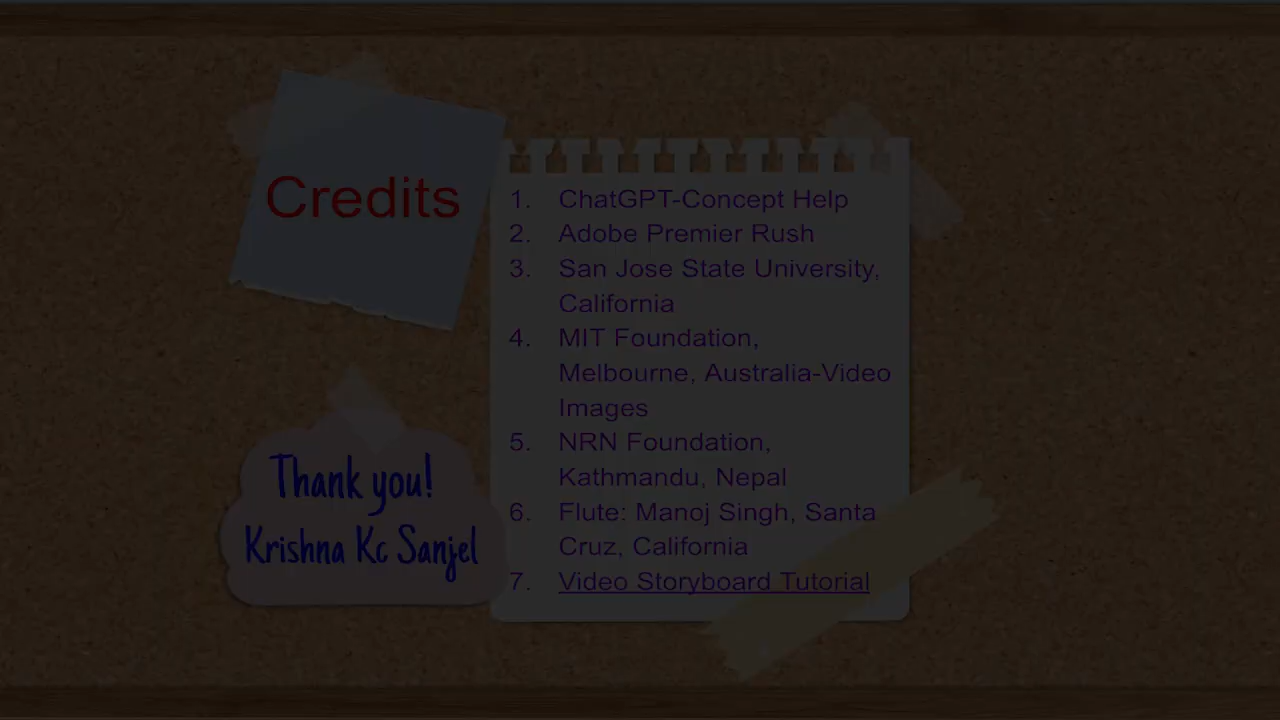 Credits
1. ChatGPT-Concept Help
2. Adobe Premier Rush
3. San Jose State University,
California
4. MIT Foundation,
Melbourne, Australia-Video
Images
5. NRN Foundation,
Kathmandu, Nepal
6. Flute: Manoj Singh, Santa
Cruz, California
7. Video Storyboard Tutorial
Thank you!
Krishna Kc Sanjel